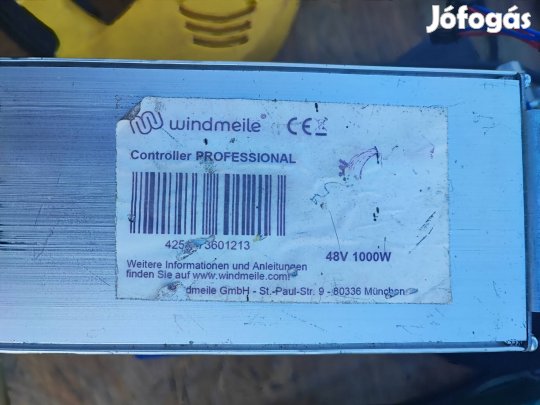 Jófogás
windmeile® CE
Controller PROFESSIONAL
3601213
48V 1000W
Weitere Informationen und Anleitungen
finden Sie auf www.windmeile.com
dmeile GmbH - St.-Paul-Str. 9 - 80336 München